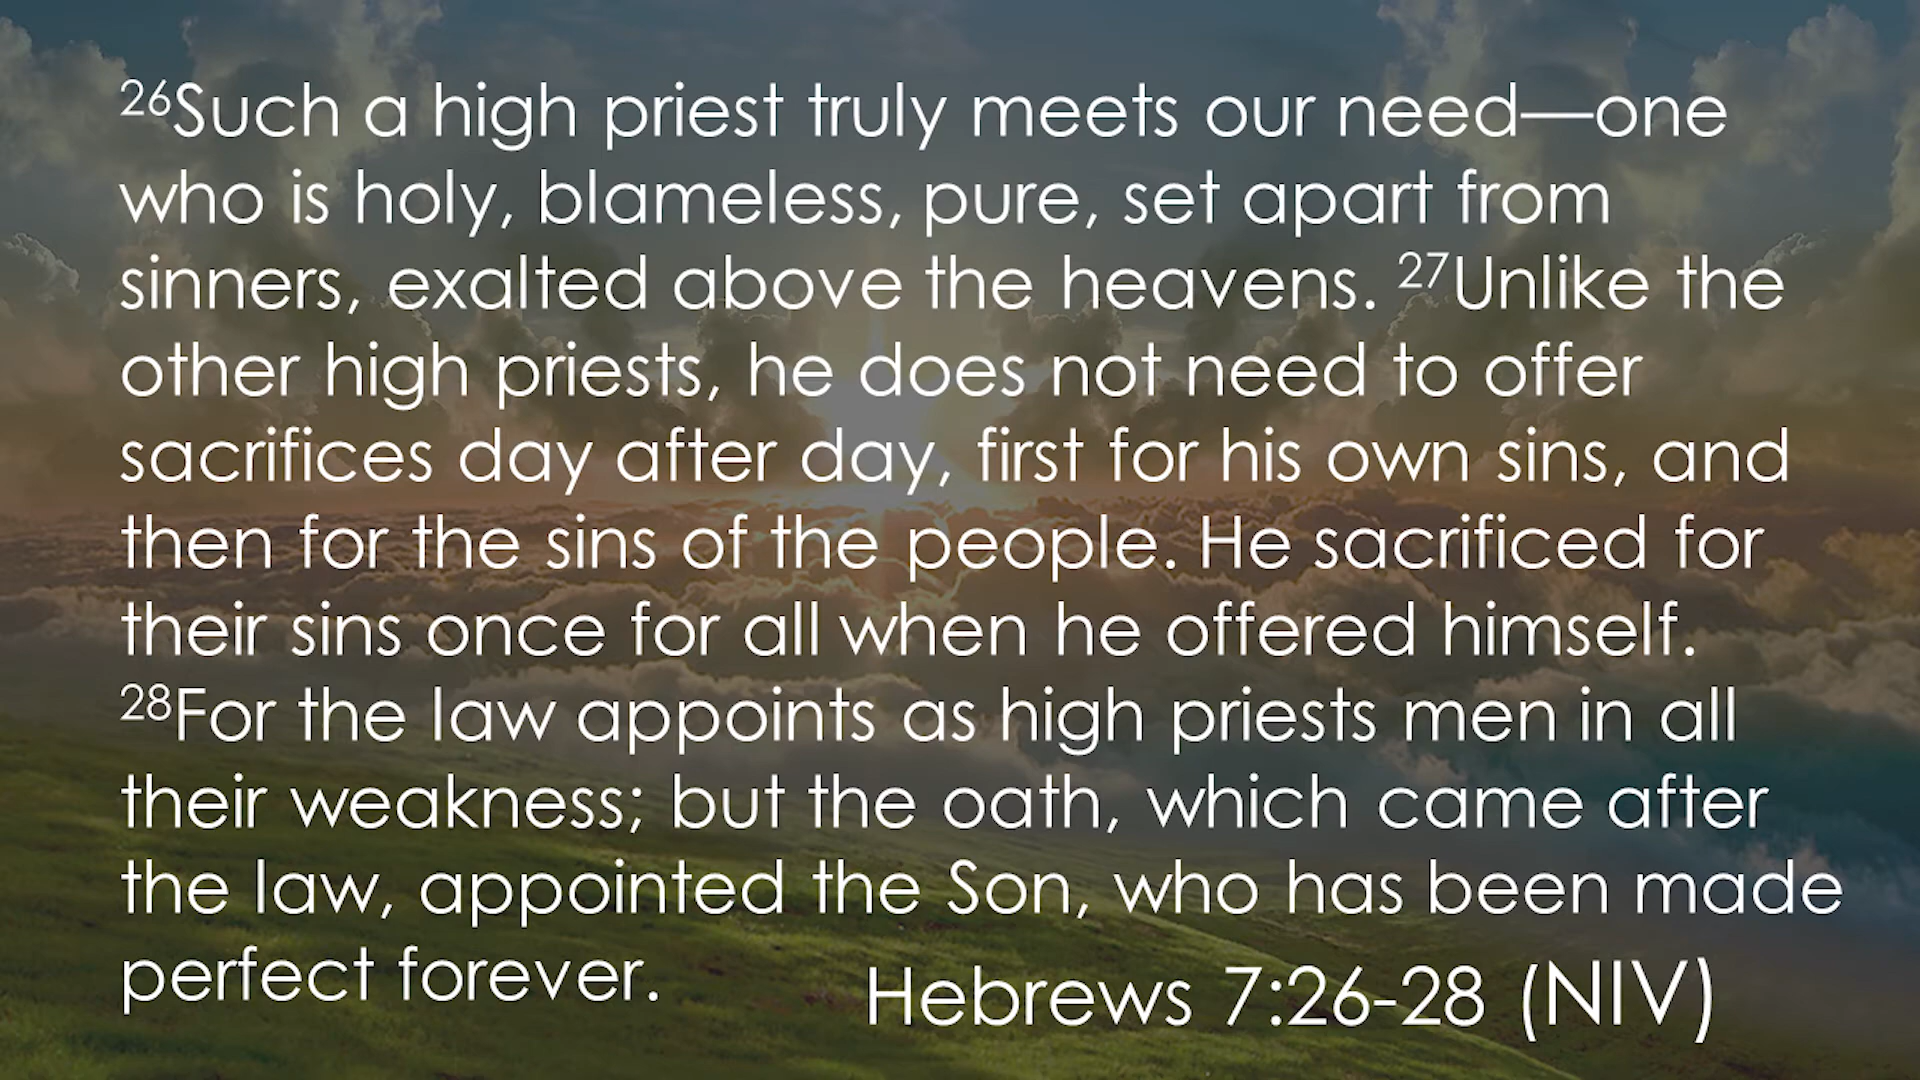 26Such a high priest truly meets our need—one
who is holy, blameless, pure, set apart from
sinners, exalted above the heavens. 27Unlike the
other high priests, he does not need to offer
sacrifices day after day, first for his own sins, and
then for the sins of the people. He sacrificed for
their sins once for all when he offered himself.
28For the law appoints as high priests men in all
their weakness; but the oath, which came after
the law, appointed the Son, who has been made
perfect forever.
Hebrews 7:26-28 (NIV)